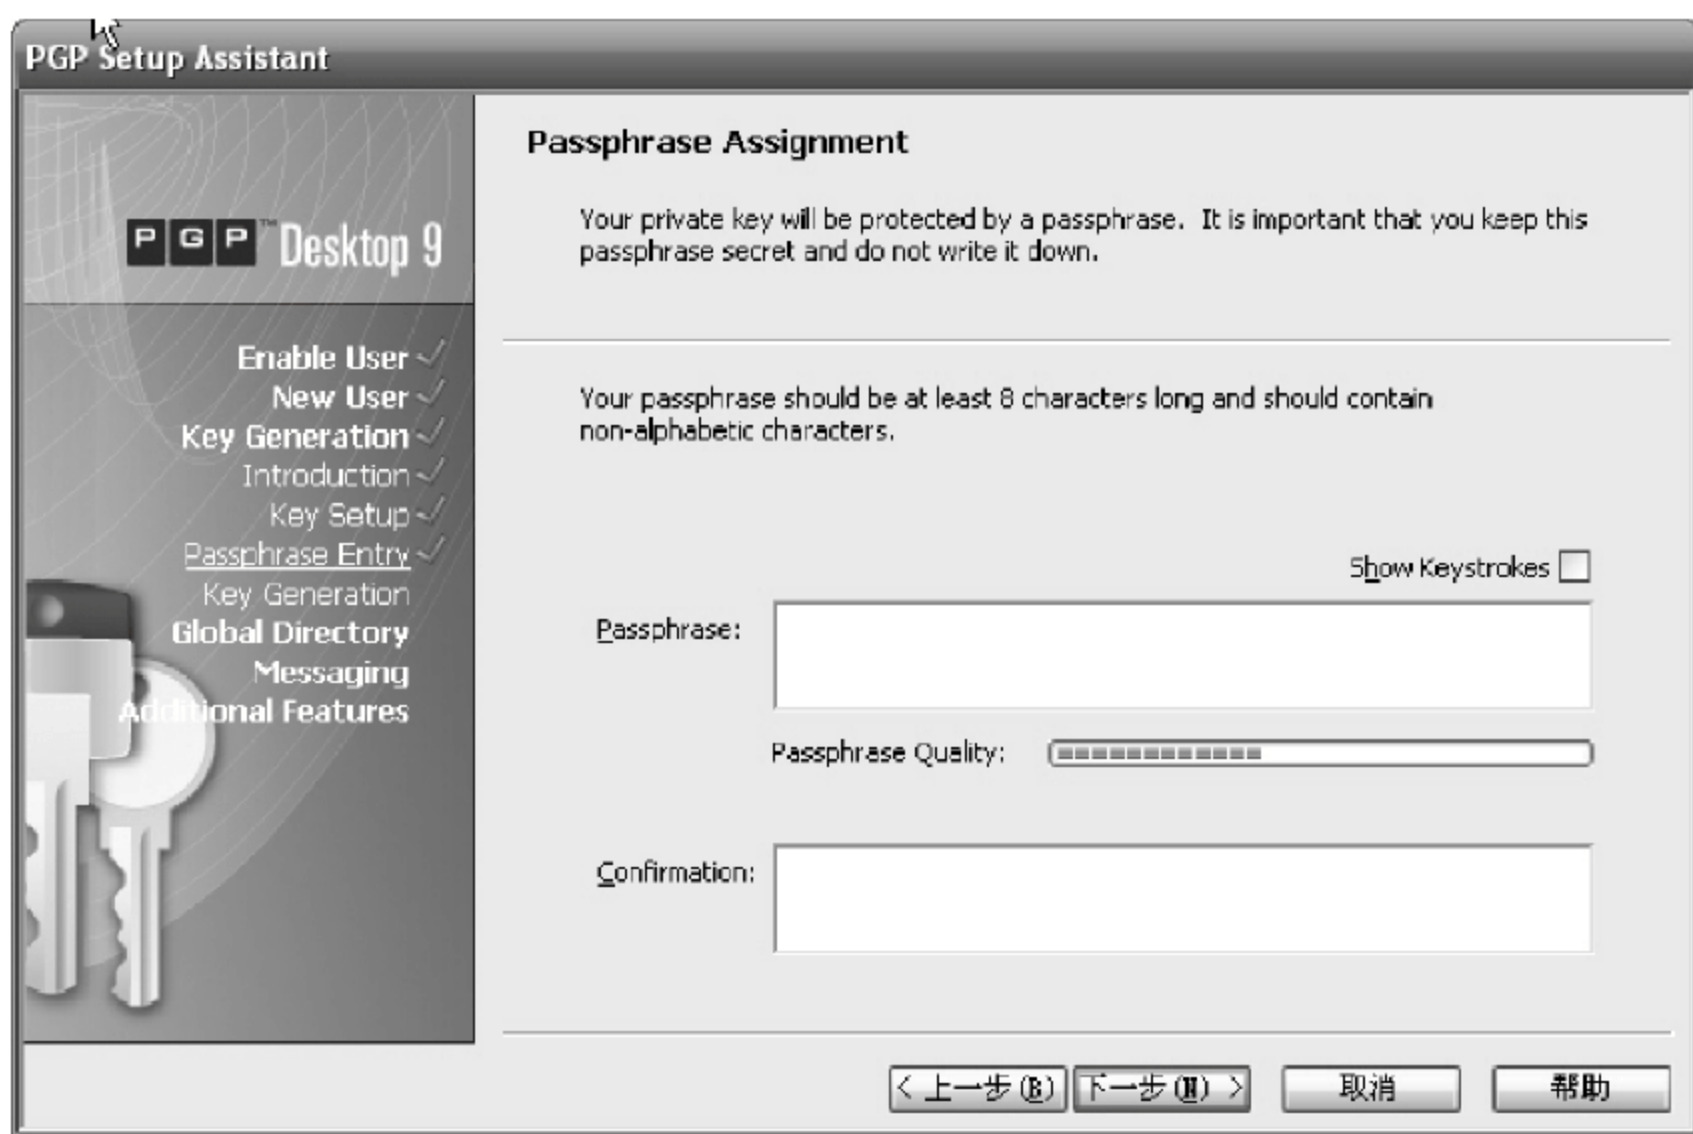 PGP Setup Assistant
PGP™ Desktop 9
Enable User
New User
Key Generation
Introduction
Key Setup
Passphrase Entry
Key Generation
Global Directory
Messaging
Additional Features
Passphrase Assignment
Your private key will be protected by a passphrase. It is important that you keep this
passphrase secret and do not write it down.
Your passphrase should be at least 8 characters long and should contain
non-alphabetic characters.
Show Keystrokes
Passphrase:
Passphrase Quality:
Confirmation:
< 上一步(B)
下一步(N) >
取消
帮助